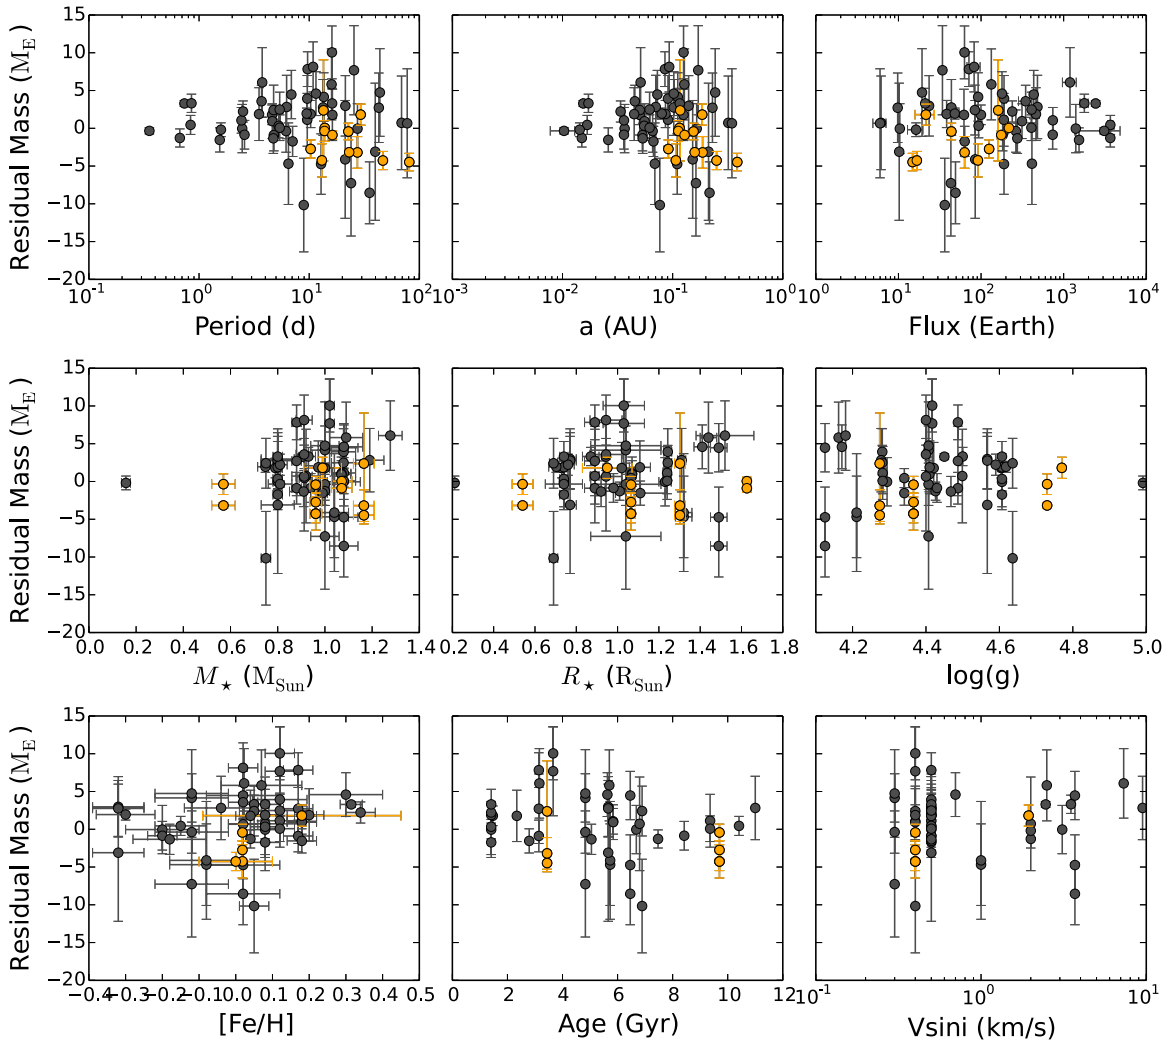 Residual Mass (M_E)
15
10
5
0
−5
−10
−15
−20
10^-1 10^0 10^1 10^2
Period (d)
10^-3 10^-2 10^-1 10^0
a (AU)
10^0 10^1 10^2 10^3 10^4
Flux (Earth)
Residual Mass (M_E)
15
10
5
0
−5
−10
−15
−20
0.0 0.2 0.4 0.6 0.8 1.0 1.2 1.4
M_⋆ (M_Sun)
0.2 0.4 0.6 0.8 1.0 1.2 1.4 1.6 1.8
R_⋆ (R_Sun)
4.2 4.4 4.6 4.8 5.0
log(g)
Residual Mass (M_E)
15
10
5
0
−5
−10
−15
−20
−0.4 −0.3 −0.2 −0.1 0.0 0.1 0.2 0.3 0.4 0.5
[Fe/H]
0 2 4 6 8 10 12
Age (Gyr)
10^-1 10^0 10^1
Vsini (km/s)